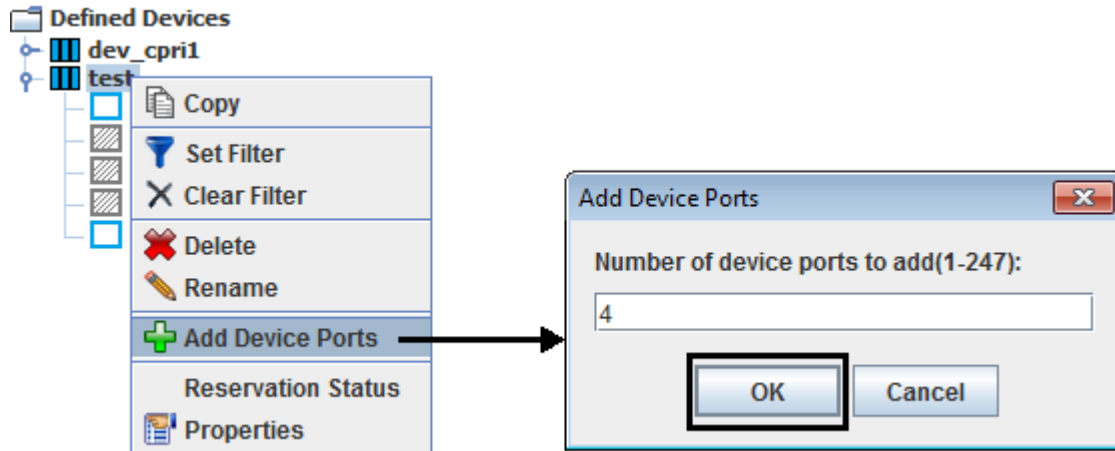 Defined Devices
dev_cpri1
test
Copy
Set Filter
Clear Filter
Delete
Rename
Add Device Ports
Reservation Status
Properties
Add Device Ports
Number of device ports to add(1-247):
4
OK Cancel